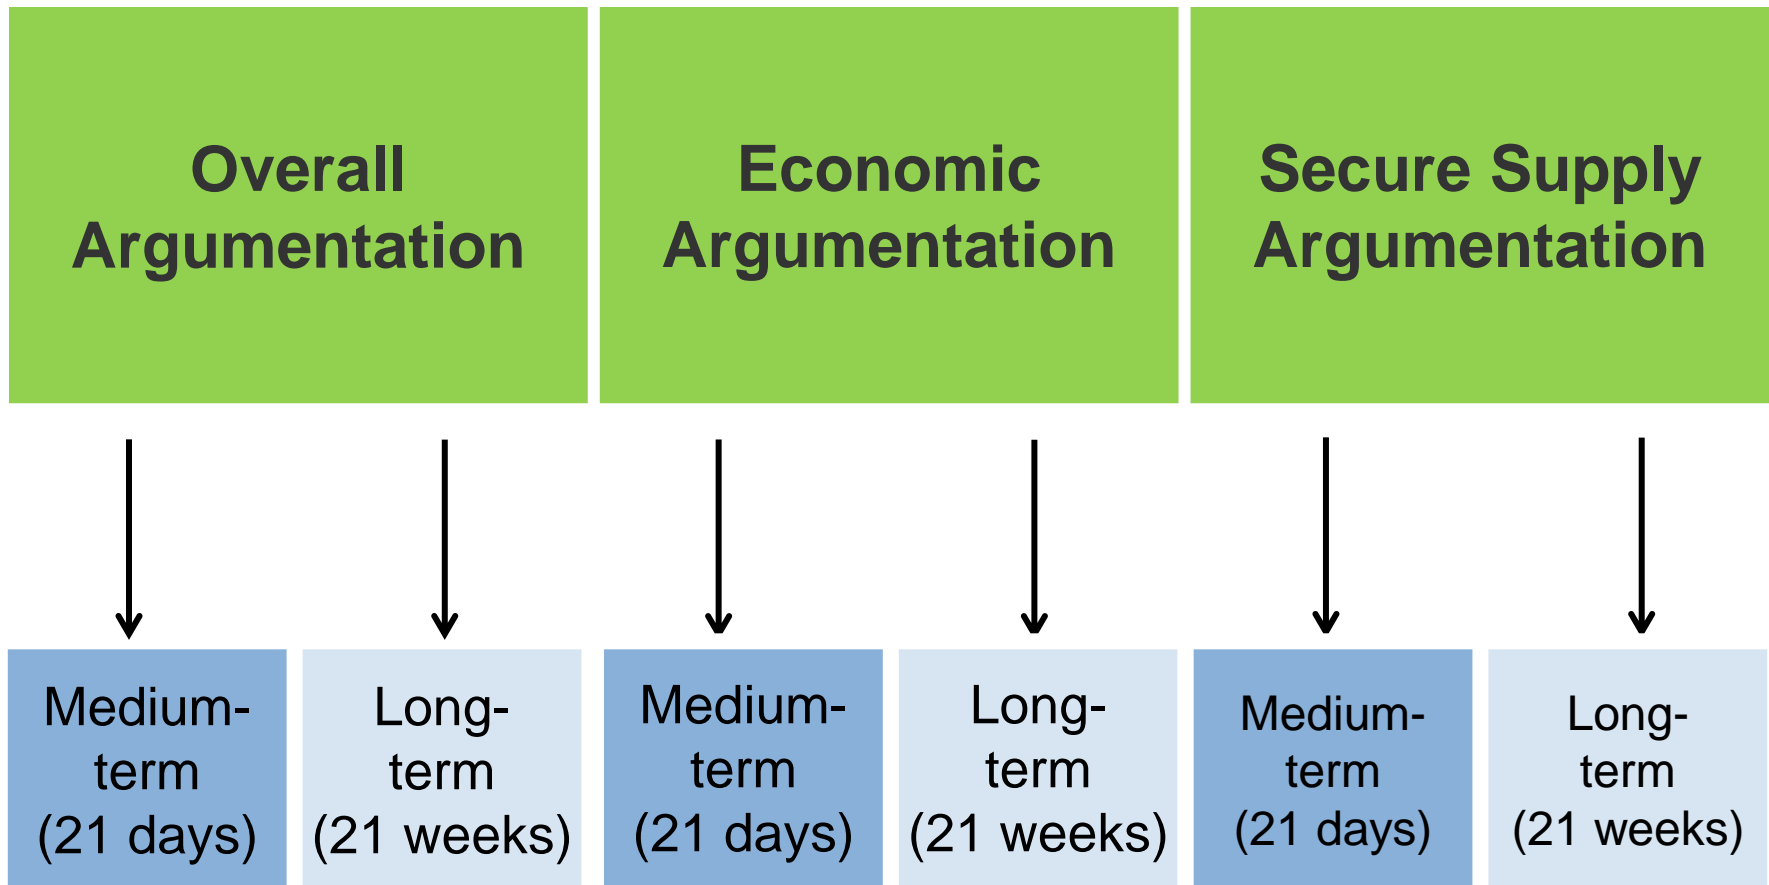 Overall
Argumentation
Economic
Argumentation
Secure Supply
Argumentation
Medium-
term
(21 days)
Long-
term
(21 weeks)
Medium-
term
(21 days)
Long-
term
(21 weeks)
Medium-
term
(21 days)
Long-
term
(21 weeks)